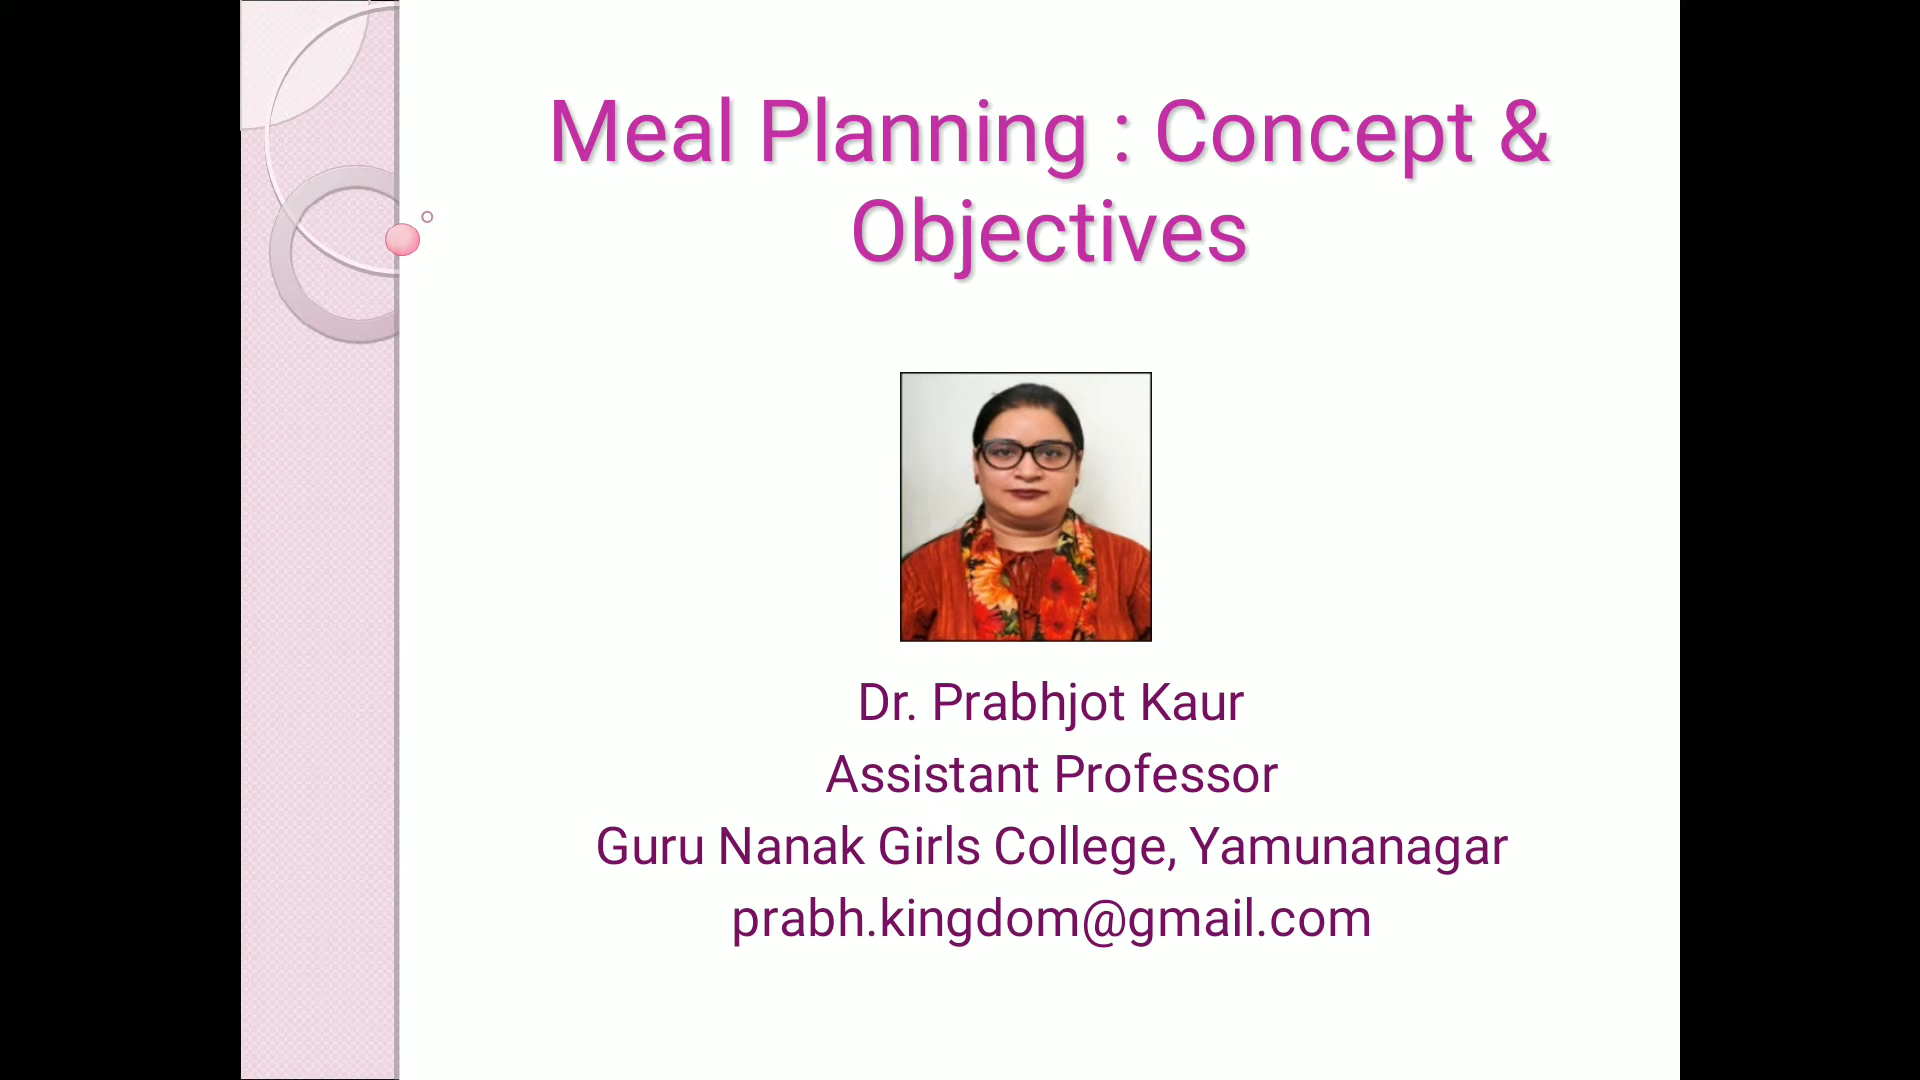 Meal Planning : Concept &
Objectives
Dr. Prabhjot Kaur
Assistant Professor
Guru Nanak Girls College, Yamunanagar
prabh.kingdom@gmail.com